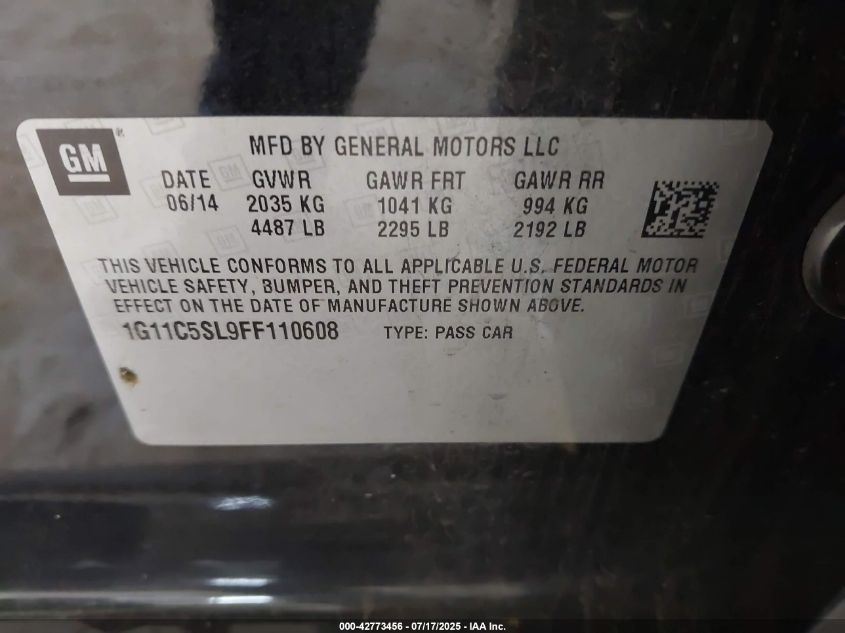 GM
MFD BY GENERAL MOTORS LLC
DATE GVWR GAWR FRT GAWR RR
06/14 2035 KG 1041 KG 994 KG
4487 LB 2295 LB 2192 LB
THIS VEHICLE CONFORMS TO ALL APPLICABLE U.S. FEDERAL MOTOR
VEHICLE SAFETY, BUMPER, AND THEFT PREVENTION STANDARDS IN
EFFECT ON THE DATE OF MANUFACTURE SHOWN ABOVE.
1G11C5SL9FF110608 TYPE: PASS CAR
000-42773456 - 07/17/2025 - IAA Inc.